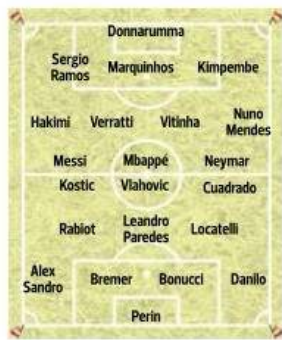 Donnarumma
Sergio Ramos Marquinhos Kimpembe
Hakimi Verratti Vitinha Nuno Mendes
Messi Mbappé Neymar
Kostic Vlahovic Cuadrado
Rabiot Leandro Paredes Locatelli
Alex Sandro Bremer Bonucci Danilo
Perin